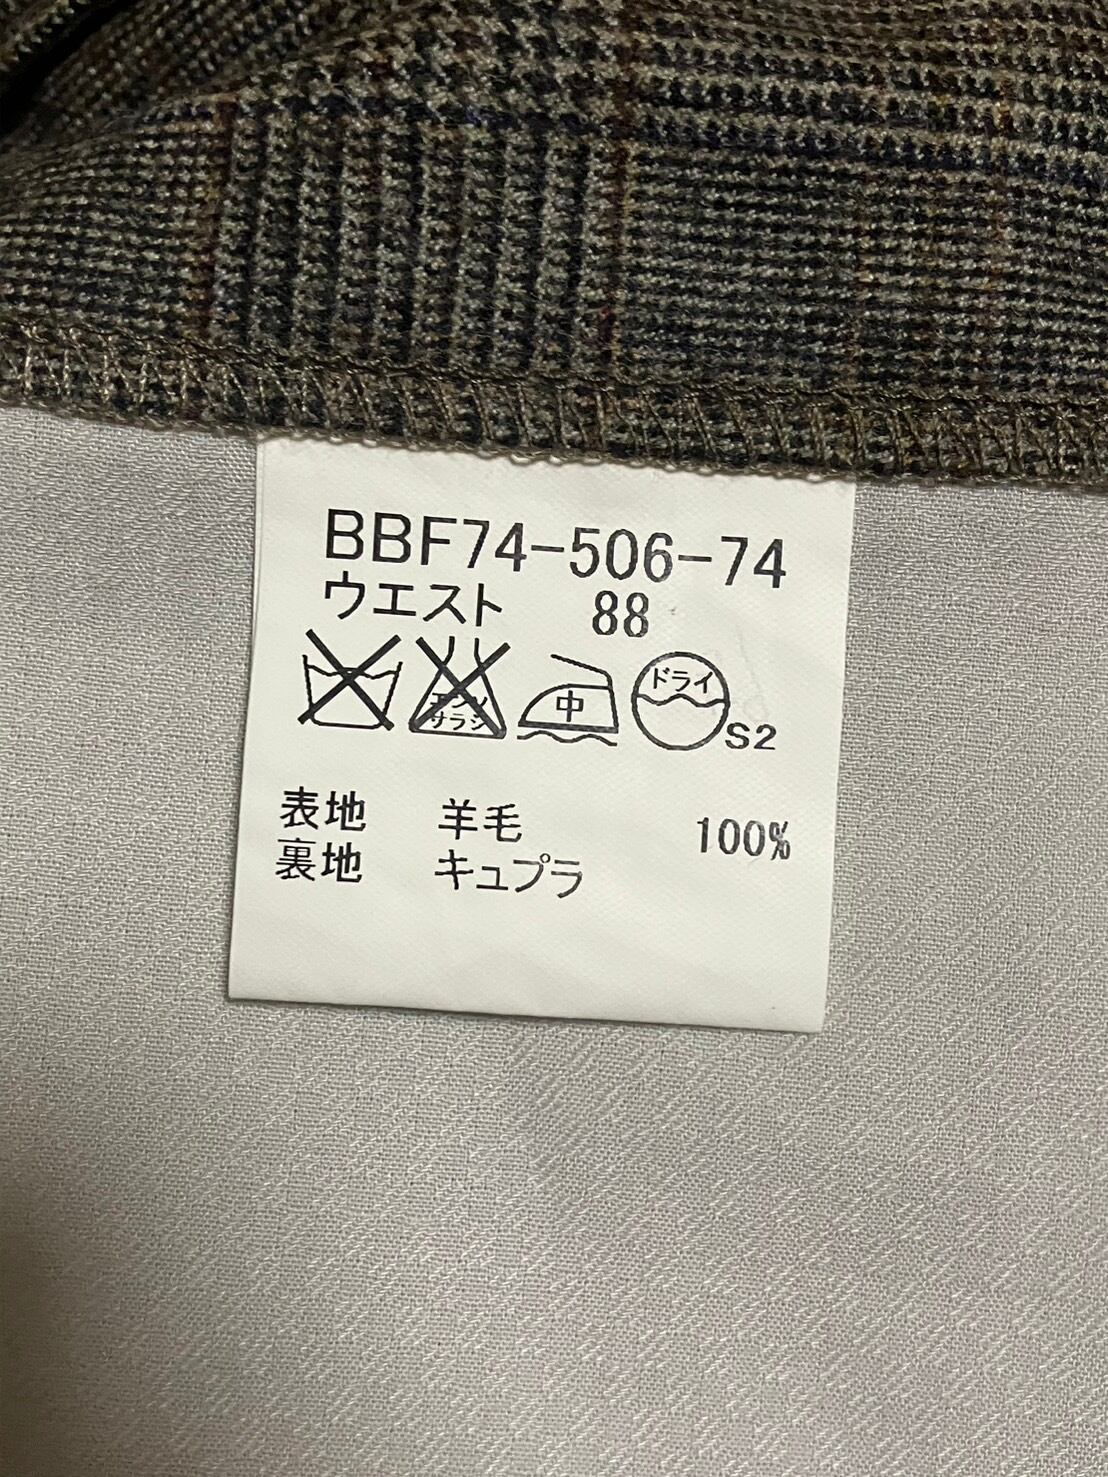 BBF74-506-74
ウエスト 88
エンソ
サラシ
中
ドライ
S2
表地 羊毛 100%
裏地 キュプラ